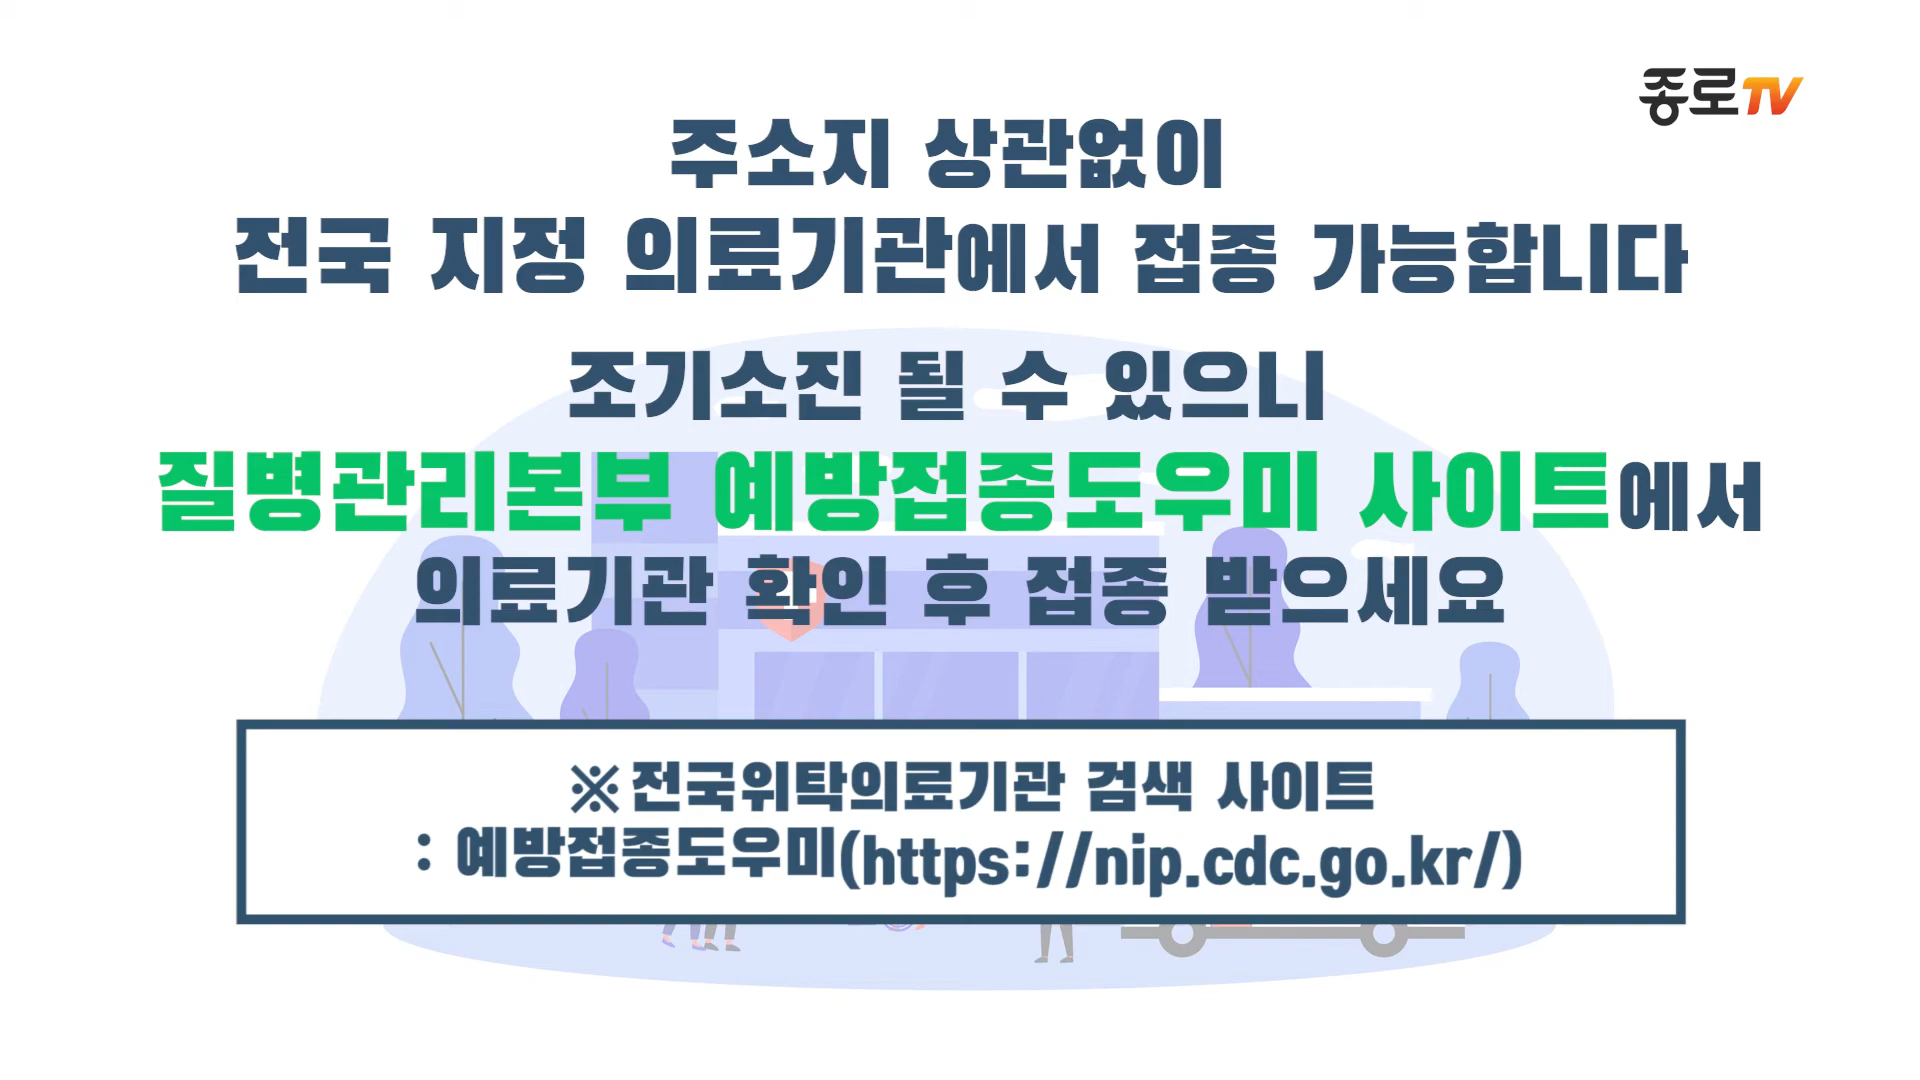 종로TV
주소지 상관없이
전국 지정 의료기관에서 접종 가능합니다
조기소진 될 수 있으니
질병관리본부 예방접종도우미 사이트에서
의료기관 확인 후 접종 받으세요
※전국위탁의료기관 검색 사이트
: 예방접종도우미(https://nip.cdc.go.kr/)